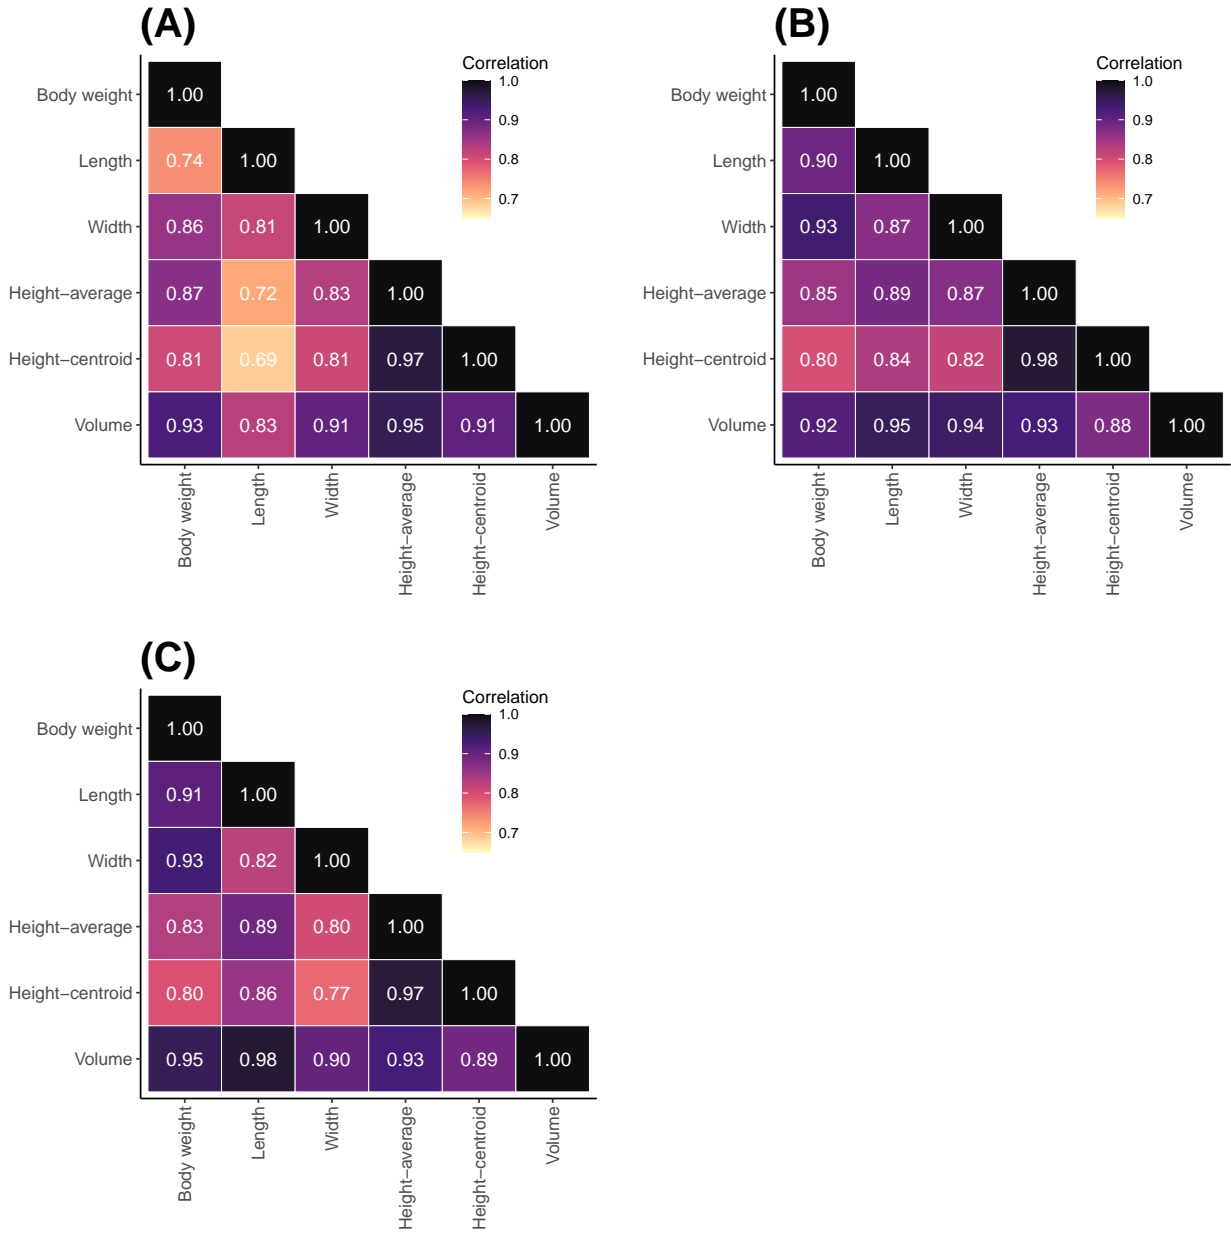 (A)
Correlation
1.0
0.9
0.8
0.7
Body weight 1.00
Length 0.74 1.00
Width 0.86 0.81 1.00
Height−average 0.87 0.72 0.83 1.00
Height−centroid 0.81 0.69 0.81 0.97 1.00
Volume 0.93 0.83 0.91 0.95 0.91 1.00
Body weight
Length
Width
Height−average
Height−centroid
Volume
(B)
Correlation
1.0
0.9
0.8
0.7
Body weight 1.00
Length 0.90 1.00
Width 0.93 0.87 1.00
Height−average 0.85 0.89 0.87 1.00
Height−centroid 0.80 0.84 0.82 0.98 1.00
Volume 0.92 0.95 0.94 0.93 0.88 1.00
Body weight
Length
Width
Height−average
Height−centroid
Volume
(C)
Correlation
1.0
0.9
0.8
0.7
Body weight 1.00
Length 0.91 1.00
Width 0.93 0.82 1.00
Height−average 0.83 0.89 0.80 1.00
Height−centroid 0.80 0.86 0.77 0.97 1.00
Volume 0.95 0.98 0.90 0.93 0.89 1.00
Body weight
Length
Width
Height−average
Height−centroid
Volume